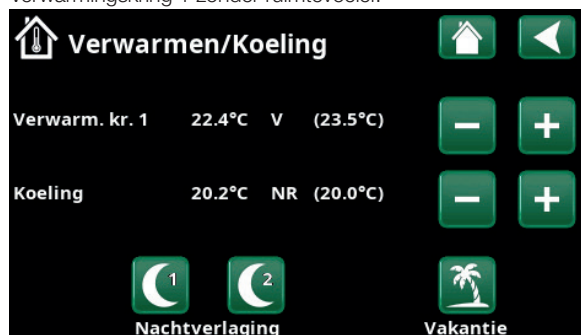 Verwarmingskring 1 zonder ruimtevoeler.
Verwarmen/Koeling
Verwarm. kr. 1 22.4°C V (23.5°C)
Koeling 20.2°C NR (20.0°C)
1 2
Nachtverlaging Vakantie